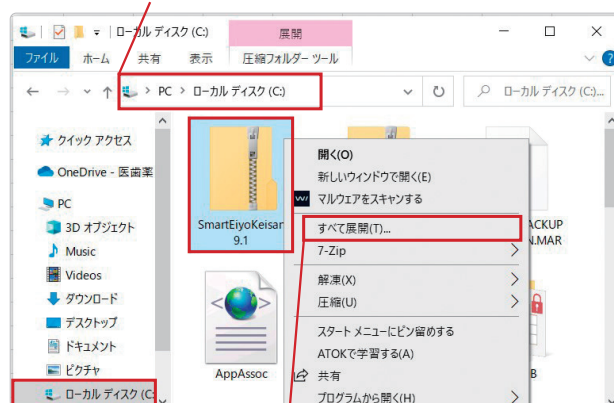 ローカル ディスク (C:)
展開
ファイル
ホーム
共有
表示
圧縮フォルダー ツール
PC > ローカル ディスク (C:)
ローカル ディスク (C:)...
クイック アクセス
OneDrive - 医歯薬
PC
3D オブジェクト
Music
Videos
ダウンロード
デスクトップ
ドキュメント
ピクチャ
ローカル ディスク (C:
SmartEiyoKeisan
9.1
AppAssoc
開く(O)
新しいウィンドウで開く(E)
マルウェアをスキャンする
すべて展開(T)...
7-Zip
解凍(X)
圧縮(U)
スタート メニューにピン留めする
ATOKで学習する(A)
共有
プログラムから開く(H)
ACKUP
N.MAR
B